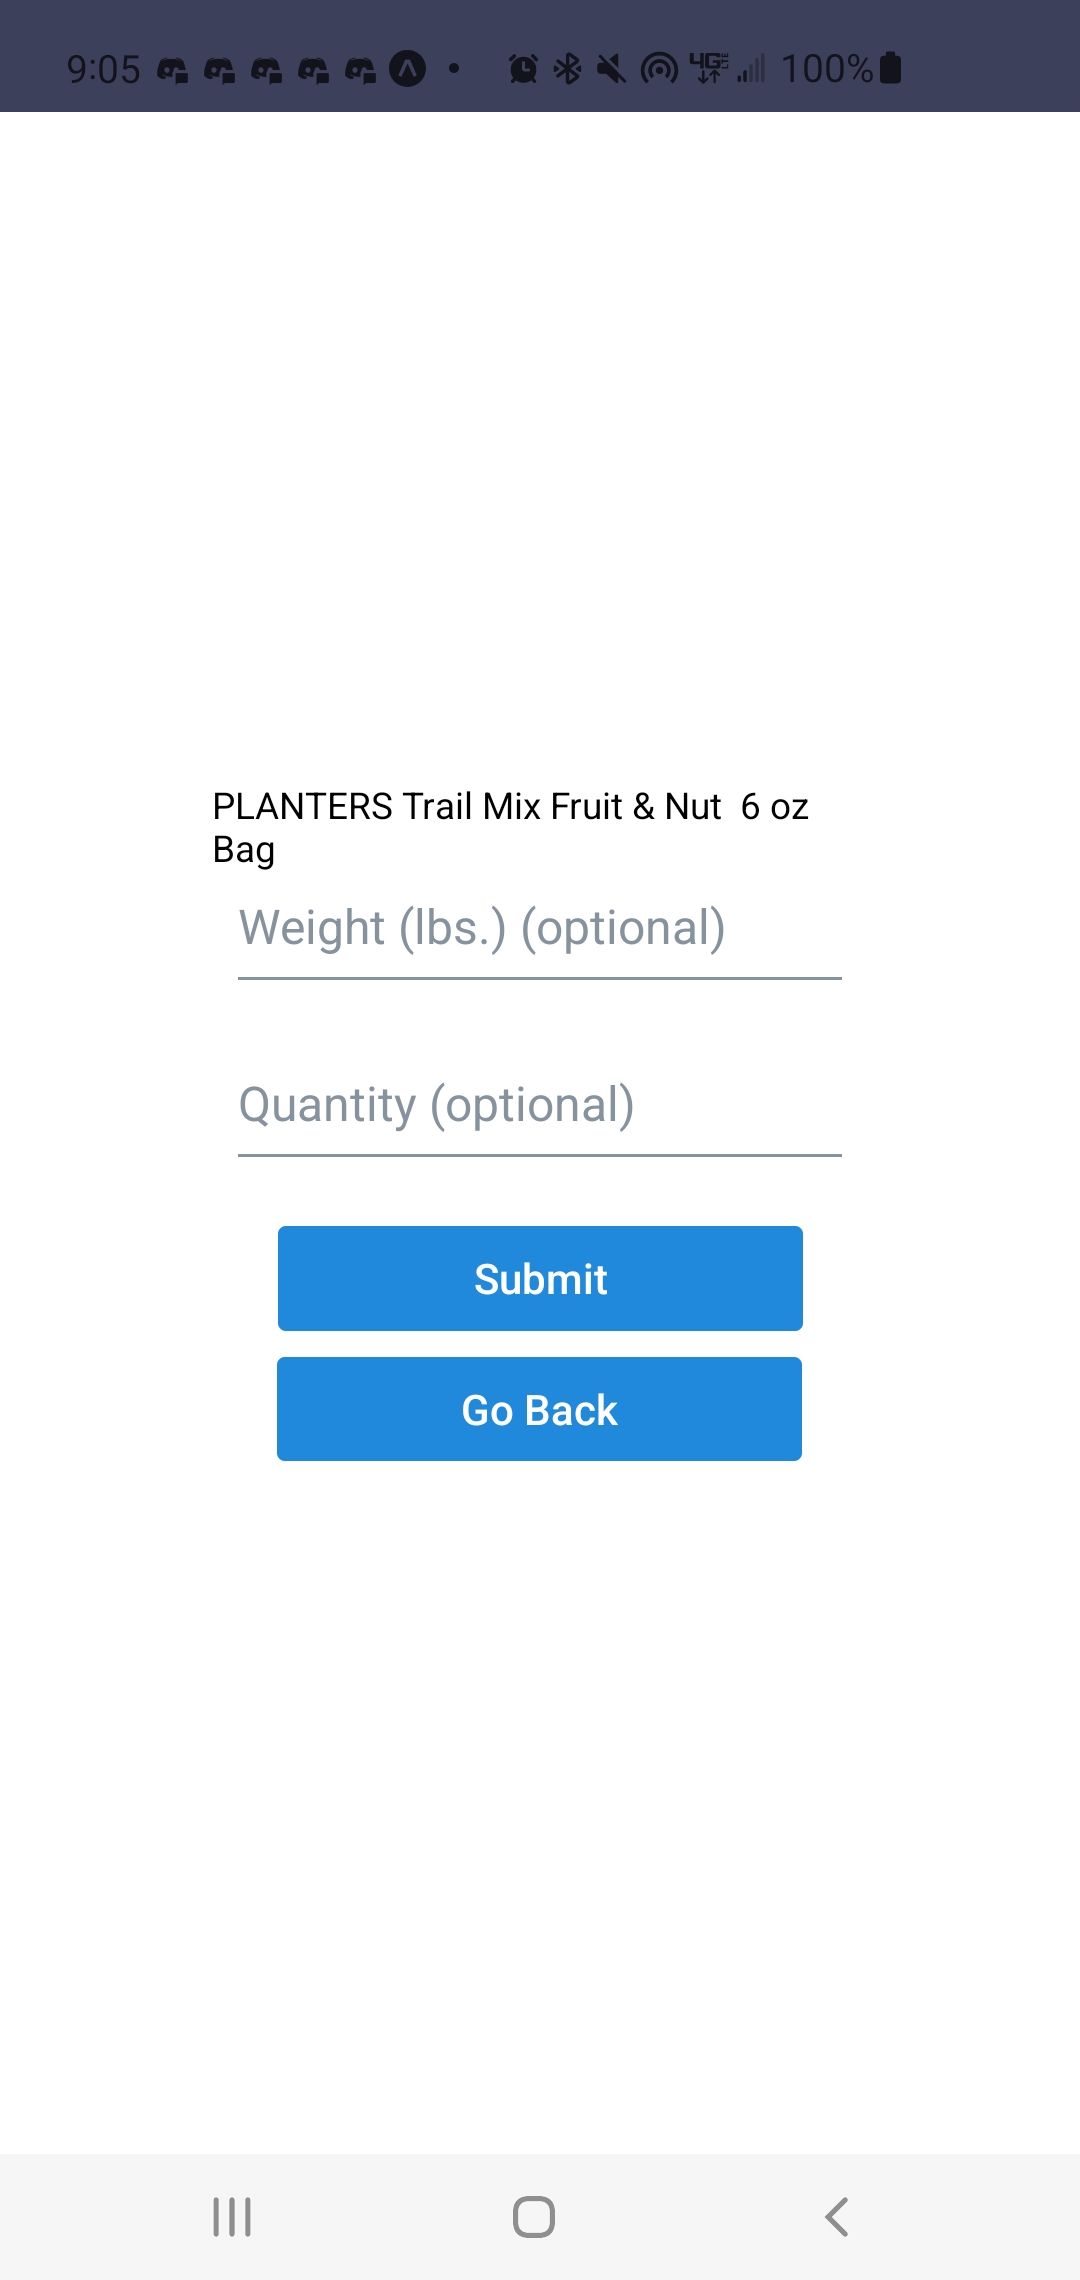 9:05 4G LTE 100%
PLANTERS Trail Mix Fruit & Nut  6 oz
Bag
Weight (lbs.) (optional)
Quantity (optional)
Submit
Go Back